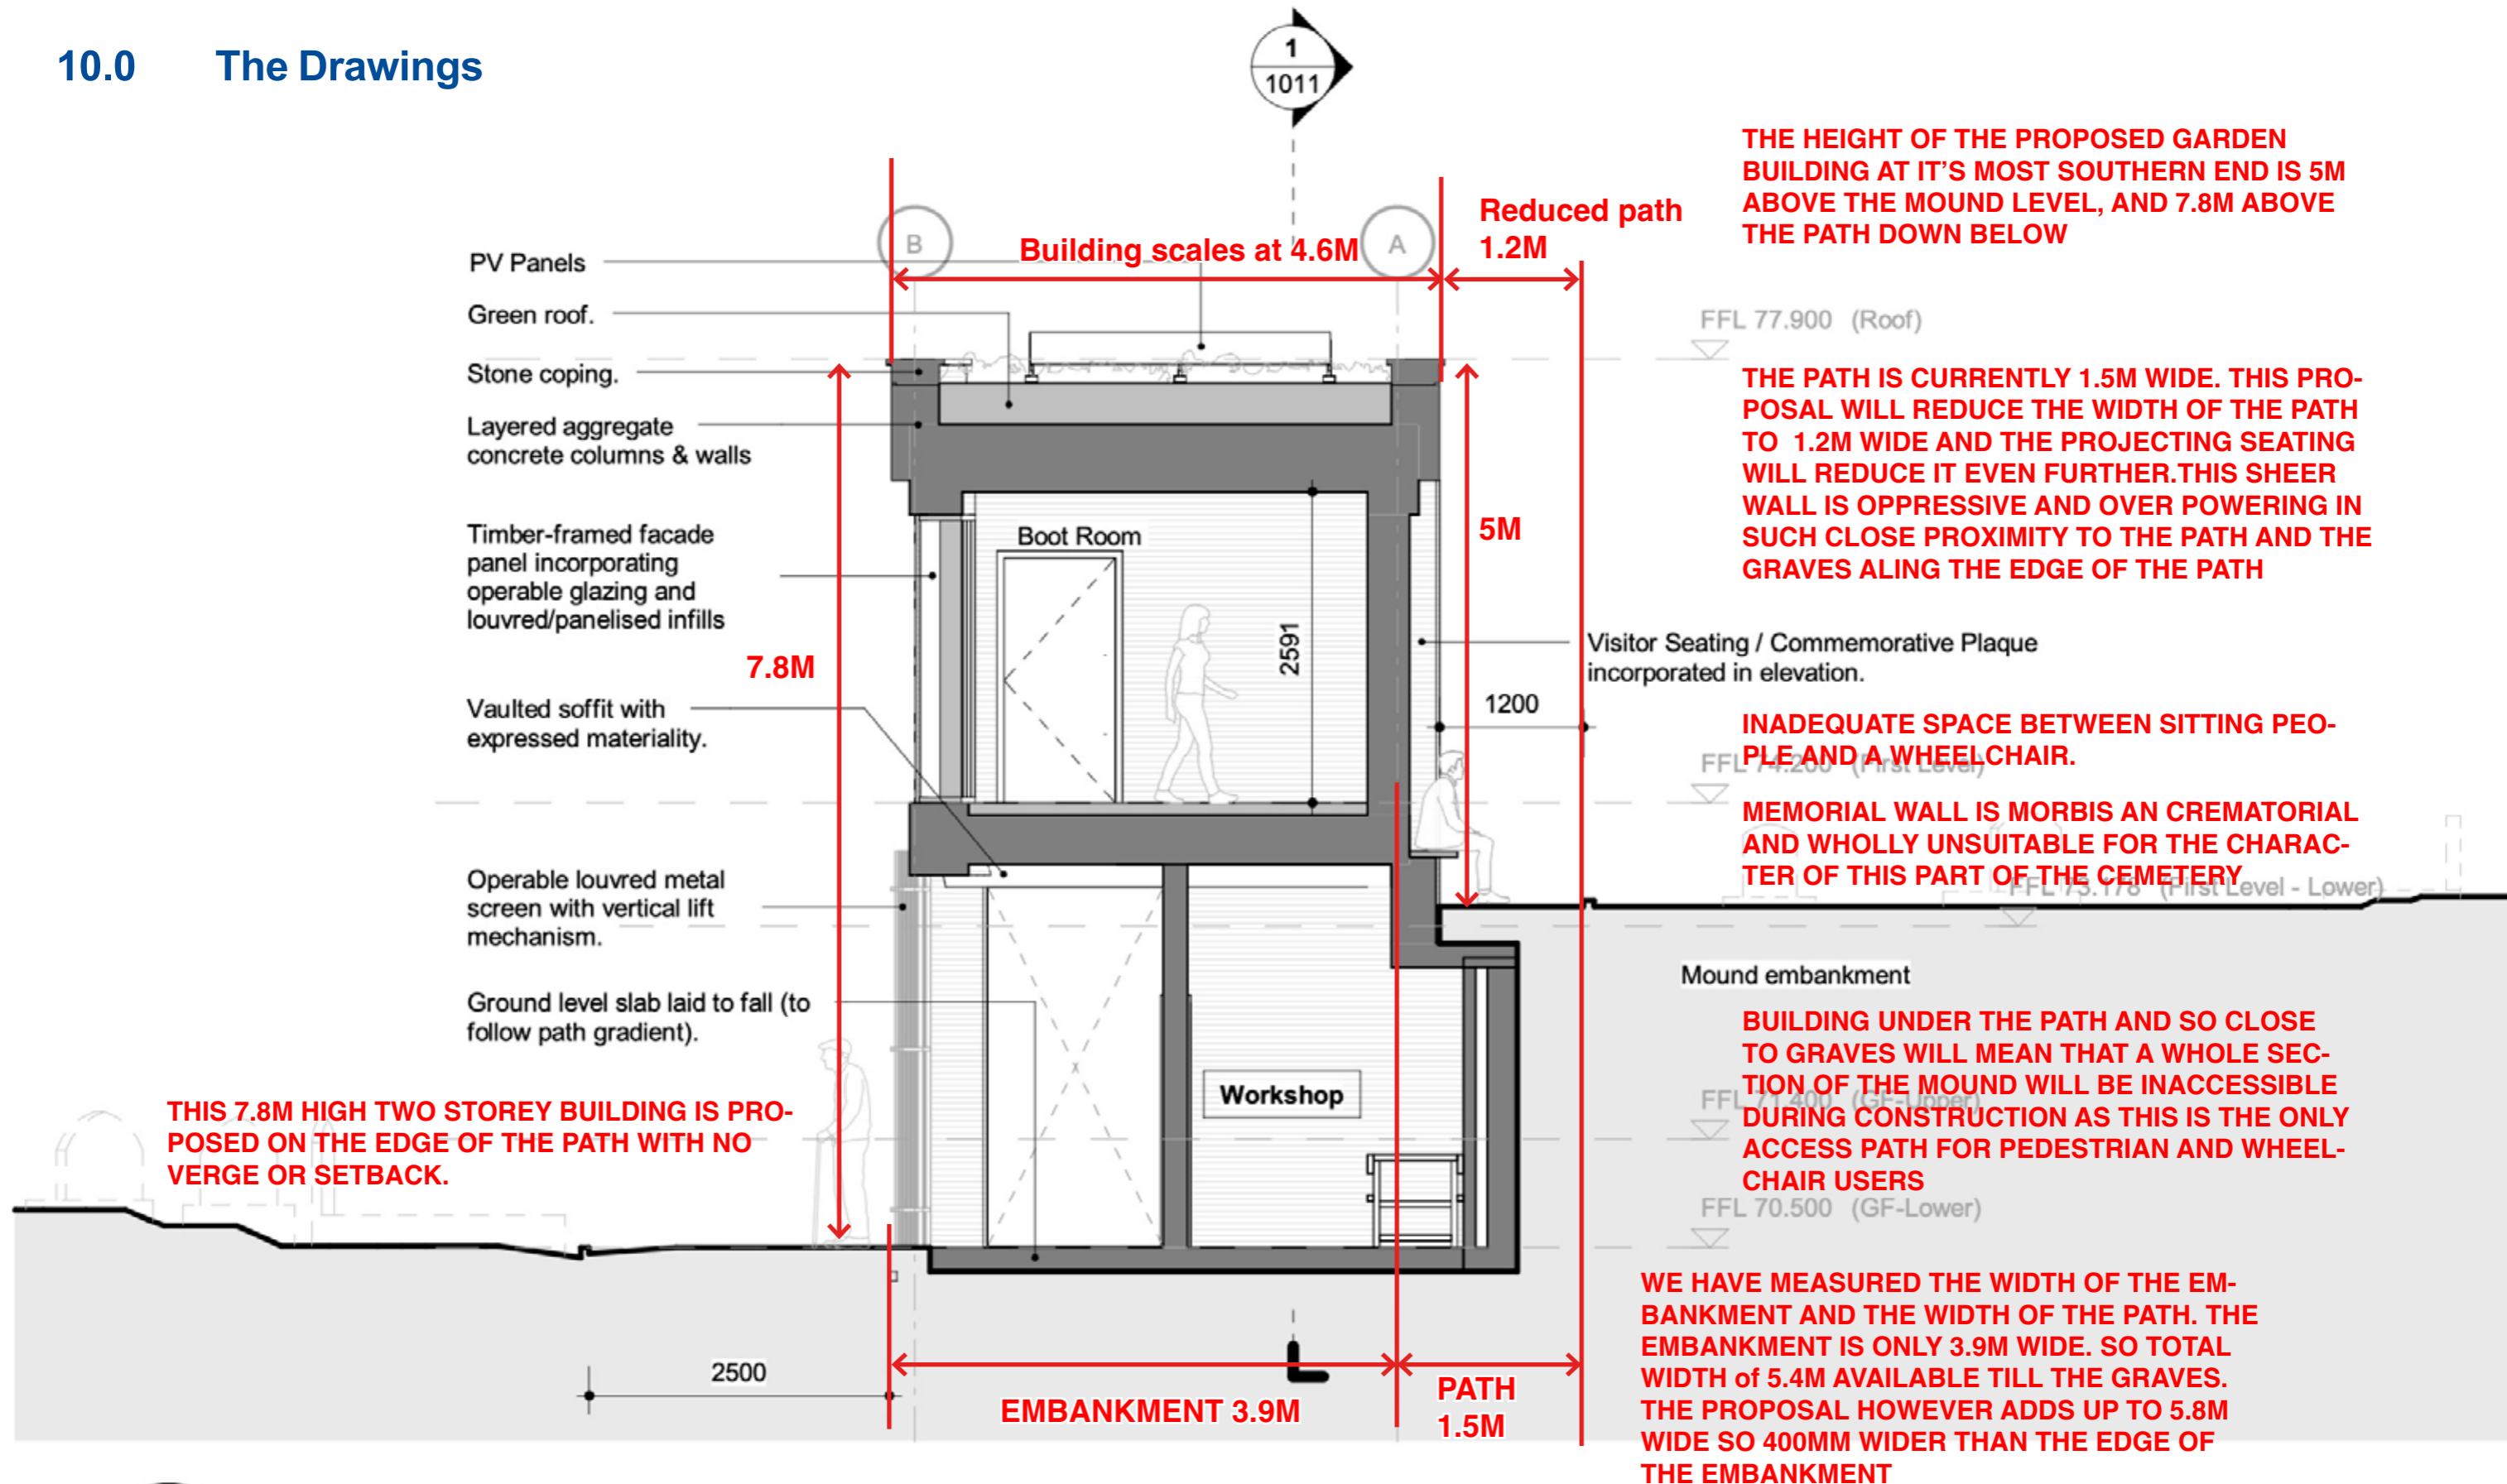 10.0 The Drawings
1
1011
THE HEIGHT OF THE PROPOSED GARDEN
BUILDING AT IT'S MOST SOUTHERN END IS 5M
ABOVE THE MOUND LEVEL, AND 7.8M ABOVE
THE PATH DOWN BELOW
Reduced path
1.2M
B
Building scales at 4.6M
A
PV Panels
Green roof.
Stone coping.
Layered aggregate
concrete columns & walls
Timber-framed facade
panel incorporating
operable glazing and
louvred/panelised infills
Vaulted soffit with
expressed materiality.
Operable louvred metal
screen with vertical lift
mechanism.
Ground level slab laid to fall (to
follow path gradient).
7.8M
Boot Room
2591
5M
FFL 77.900 (Roof)
THE PATH IS CURRENTLY 1.5M WIDE. THIS PRO-
POSAL WILL REDUCE THE WIDTH OF THE PATH
TO 1.2M WIDE AND THE PROJECTING SEATING
WILL REDUCE IT EVEN FURTHER.THIS SHEER
WALL IS OPPRESSIVE AND OVER POWERING IN
SUCH CLOSE PROXIMITY TO THE PATH AND THE
GRAVES ALING THE EDGE OF THE PATH
Visitor Seating / Commemorative Plaque
incorporated in elevation.
1200
INADEQUATE SPACE BETWEEN SITTING PEO-
PLE AND A WHEELCHAIR.
FFL 74.200 (First Level)
MEMORIAL WALL IS MORBIS AN CREMATORIAL
AND WHOLLY UNSUITABLE FOR THE CHARAC-
TER OF THIS PART OF THE CEMETERY
FFL 73.178 (First Level - Lower)
Mound embankment
BUILDING UNDER THE PATH AND SO CLOSE
TO GRAVES WILL MEAN THAT A WHOLE SEC-
TION OF THE MOUND WILL BE INACCESSIBLE
DURING CONSTRUCTION AS THIS IS THE ONLY
ACCESS PATH FOR PEDESTRIAN AND WHEEL-
CHAIR USERS
FFL 71.400 (GF-Upper)
FFL 70.500 (GF-Lower)
Workshop
THIS 7.8M HIGH TWO STOREY BUILDING IS PRO-
POSED ON THE EDGE OF THE PATH WITH NO
VERGE OR SETBACK.
2500
EMBANKMENT 3.9M
PATH
1.5M
WE HAVE MEASURED THE WIDTH OF THE EM-
BANKMENT AND THE WIDTH OF THE PATH. THE
EMBANKMENT IS ONLY 3.9M WIDE. SO TOTAL
WIDTH of 5.4M AVAILABLE TILL THE GRAVES.
THE PROPOSAL HOWEVER ADDS UP TO 5.8M
WIDE SO 400MM WIDER THAN THE EDGE OF
THE EMBANKMENT